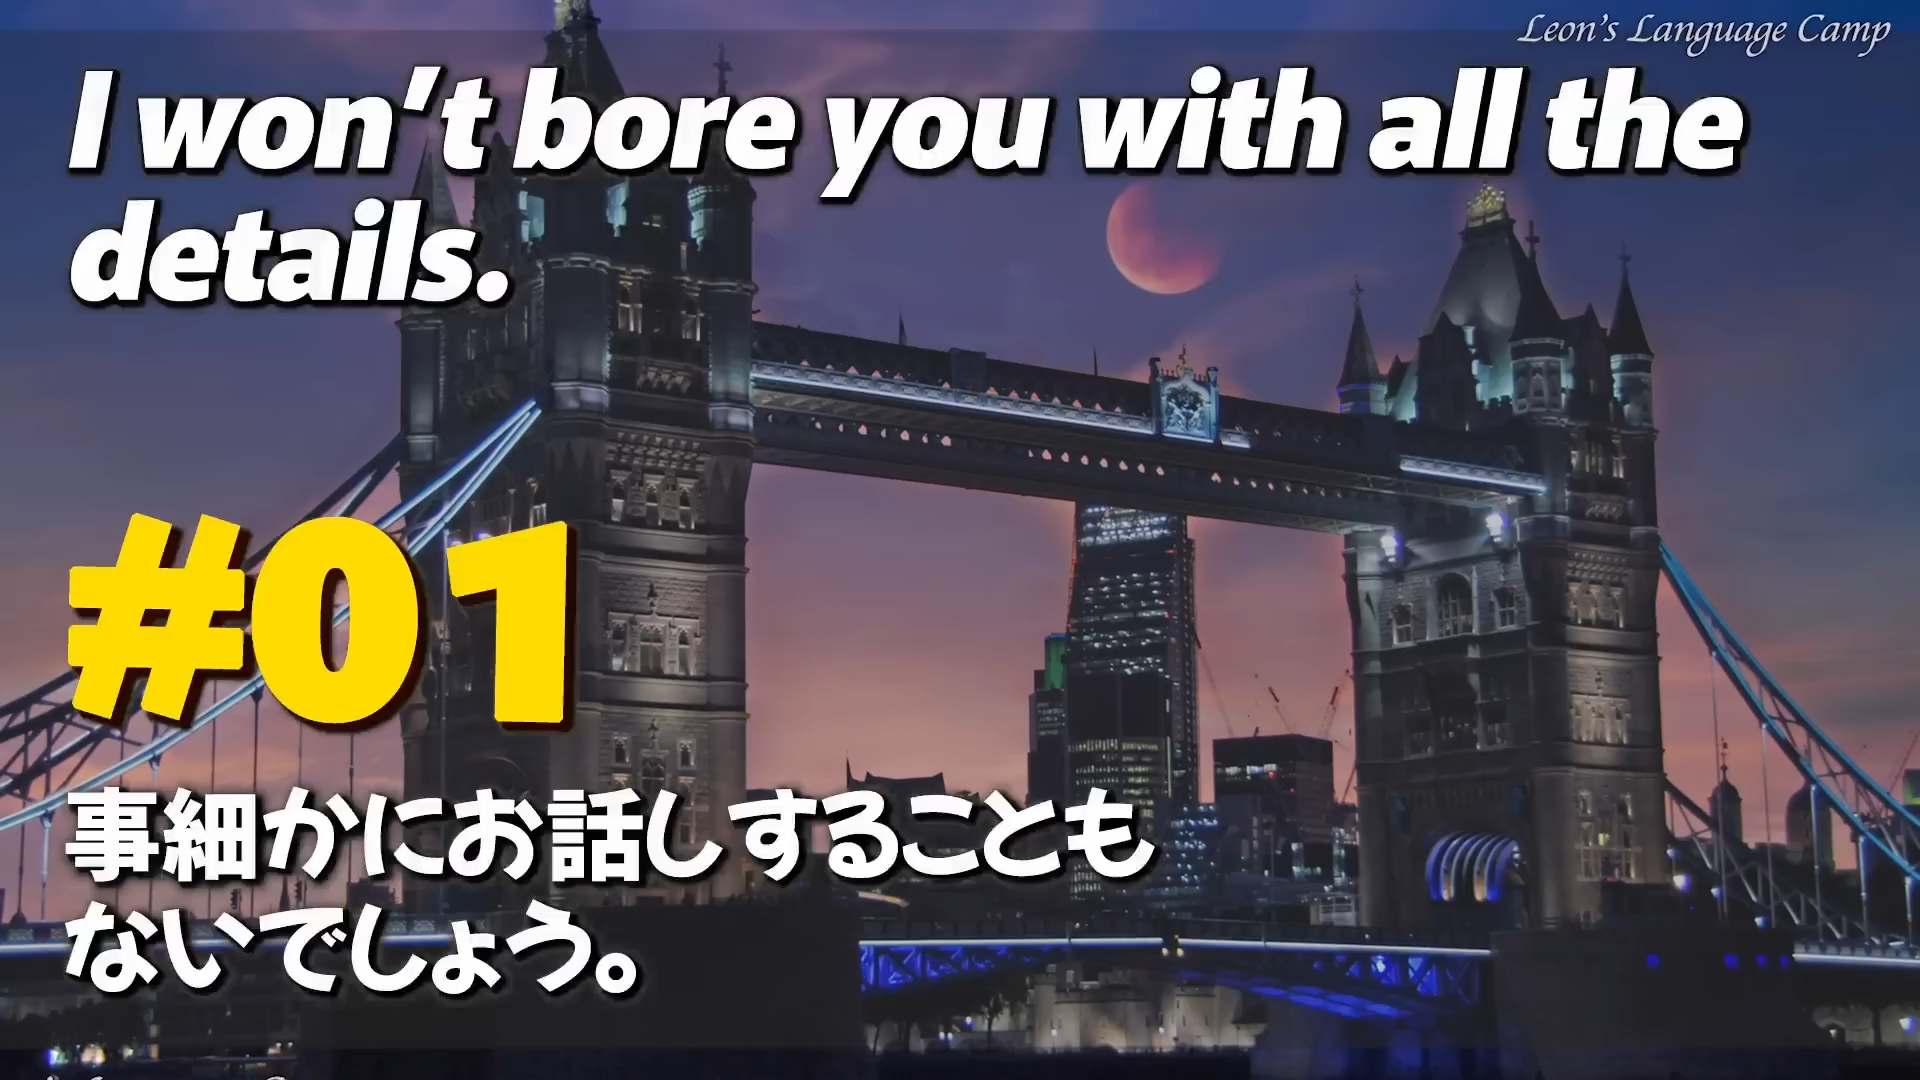 Leon's Language Camp
I won't bore you with all the
details.
#01
事細かにお話しすることも
ないでしょう。